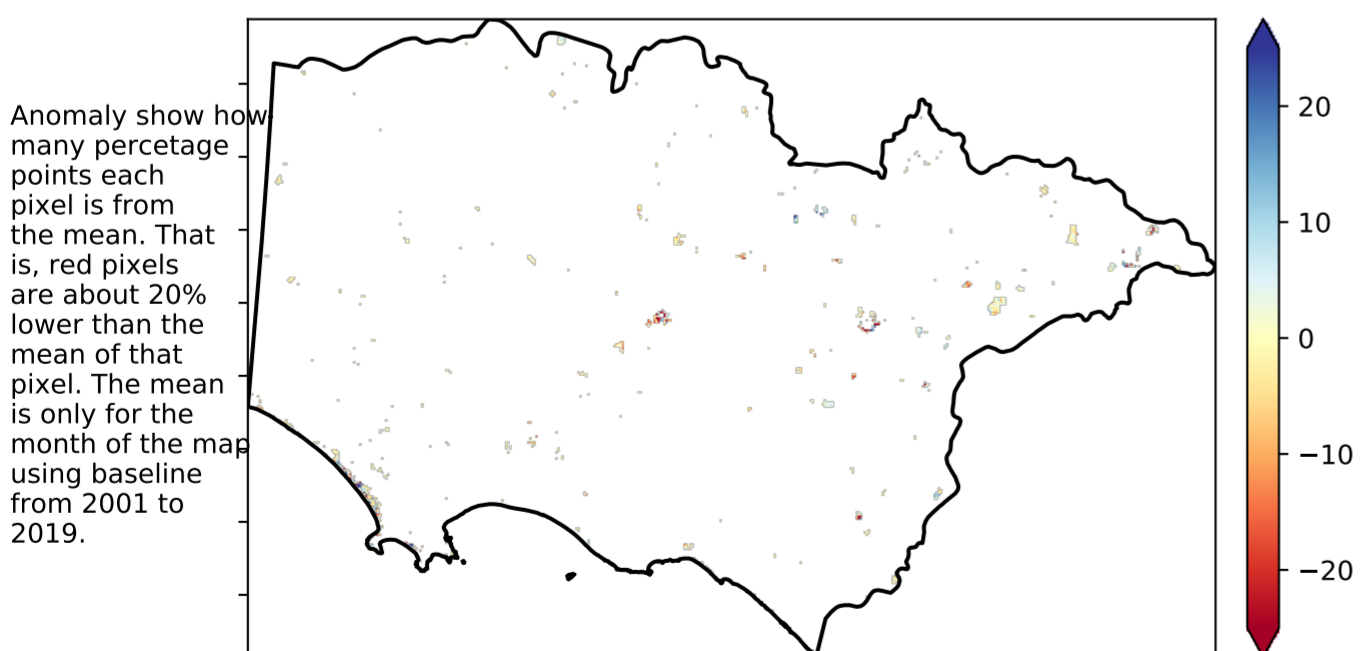 Anomaly show how
many percetage
points each
pixel is from
the mean. That
is, red pixels
are about 20%
lower than the
mean of that
pixel. The mean
is only for the
month of the map
using baseline
from 2001 to
2019.
20
10
0
−10
−20